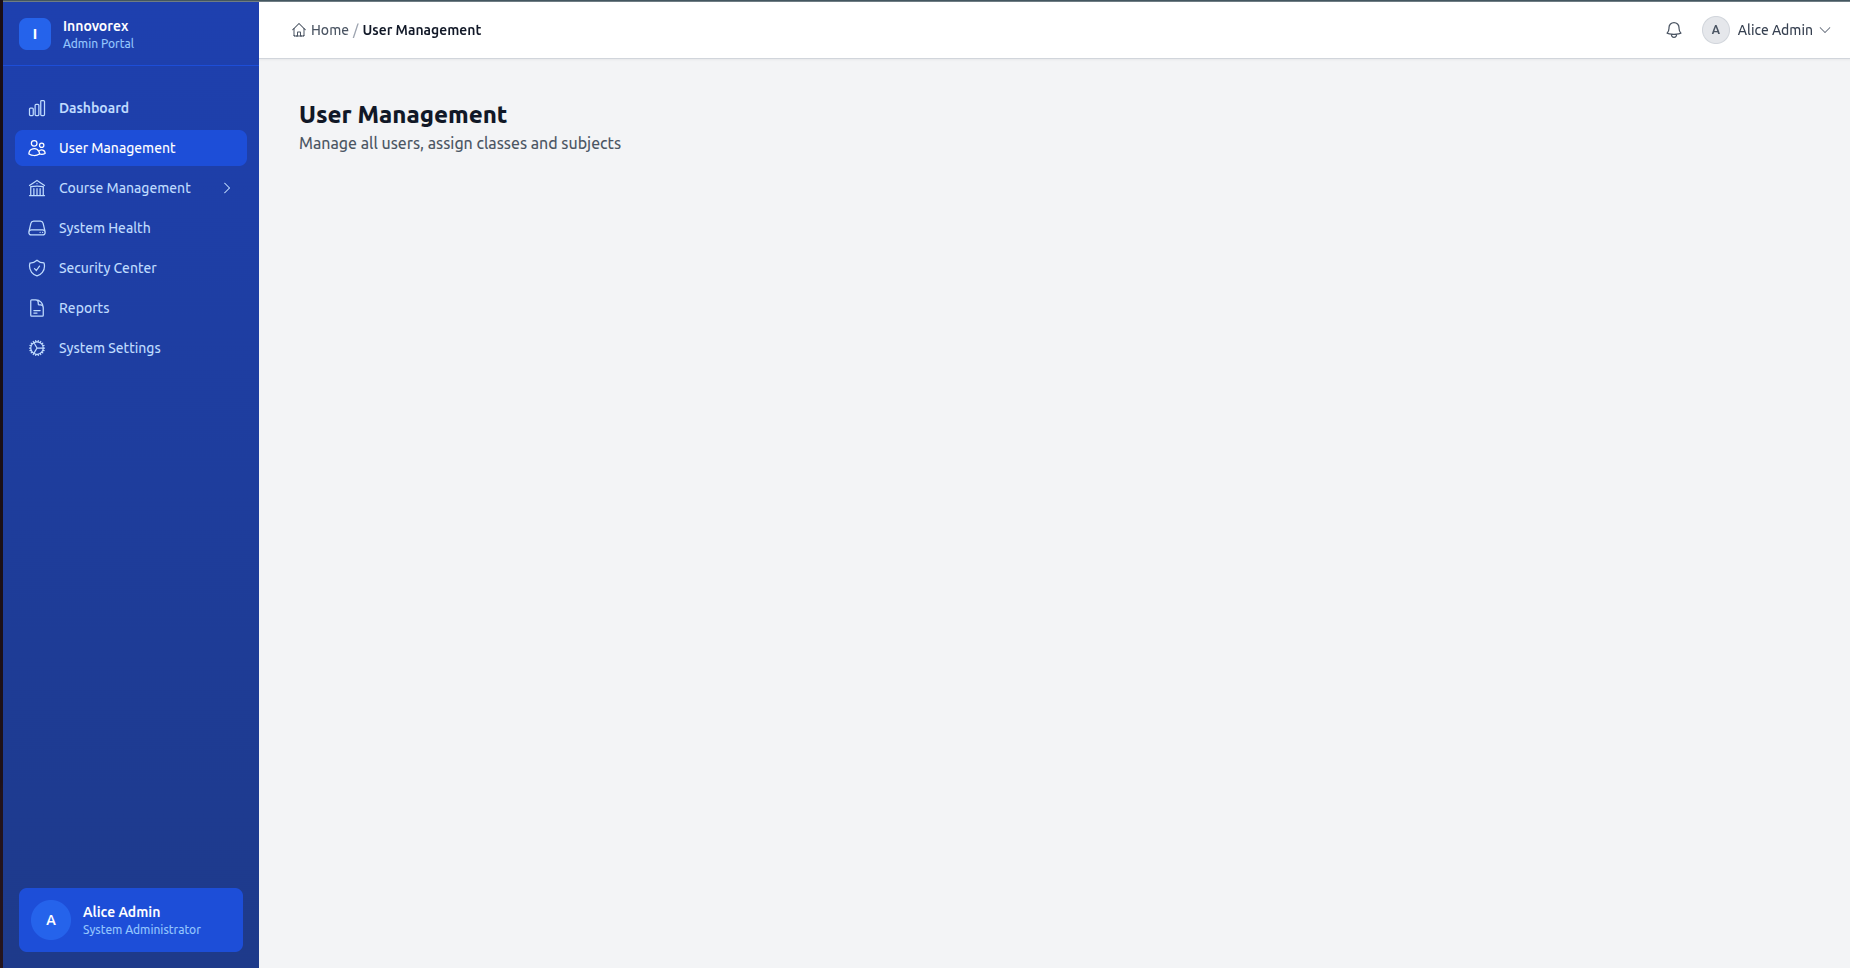 I
Innovorex
Admin Portal
Dashboard
User Management
Course Management
System Health
Security Center
Reports
System Settings
A
Alice Admin
System Administrator
Home / User Management
A
Alice Admin
User Management
Manage all users, assign classes and subjects